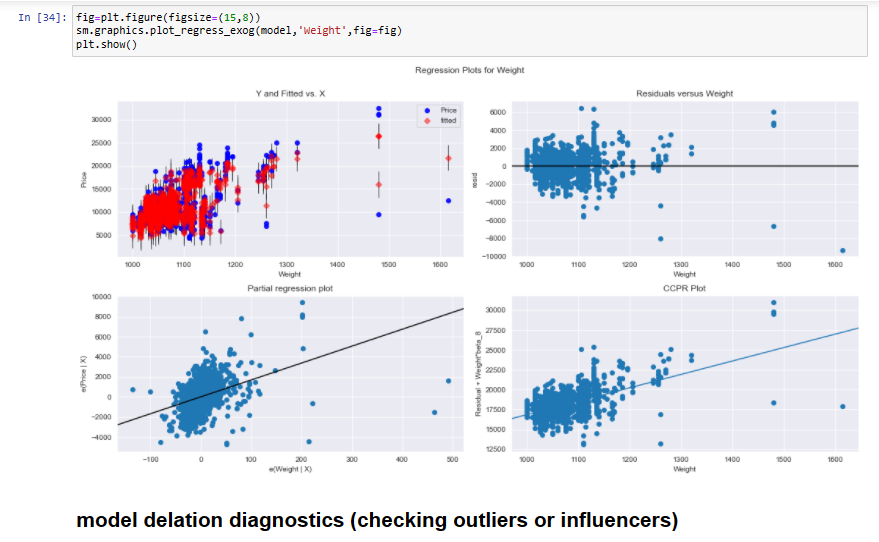 In [34]: fig=plt.figure(figsize=(15,8))
sm.graphics.plot_regress_exog(model,'Weight',fig=fig)
plt.show()
Regression Plots for Weight
Y and Fitted vs. X
Price
fitted
30000
25000
20000
15000
10000
5000
Price
1000 1100 1200 1300 1400 1500 1600
Weight
Residuals versus Weight
6000
4000
2000
0
−2000
−4000
−6000
−8000
−10000
resid
1000 1100 1200 1300 1400 1500 1600
Weight
Partial regression plot
10000
8000
6000
4000
2000
0
−2000
−4000
e(Price | X)
−100 0 100 200 300 400 500
e(Weight | X)
CCPR Plot
30000
27500
25000
22500
20000
17500
15000
12500
Residual + Weight*beta_8
1000 1100 1200 1300 1400 1500 1600
Weight
model delation diagnostics (checking outliers or influencers)